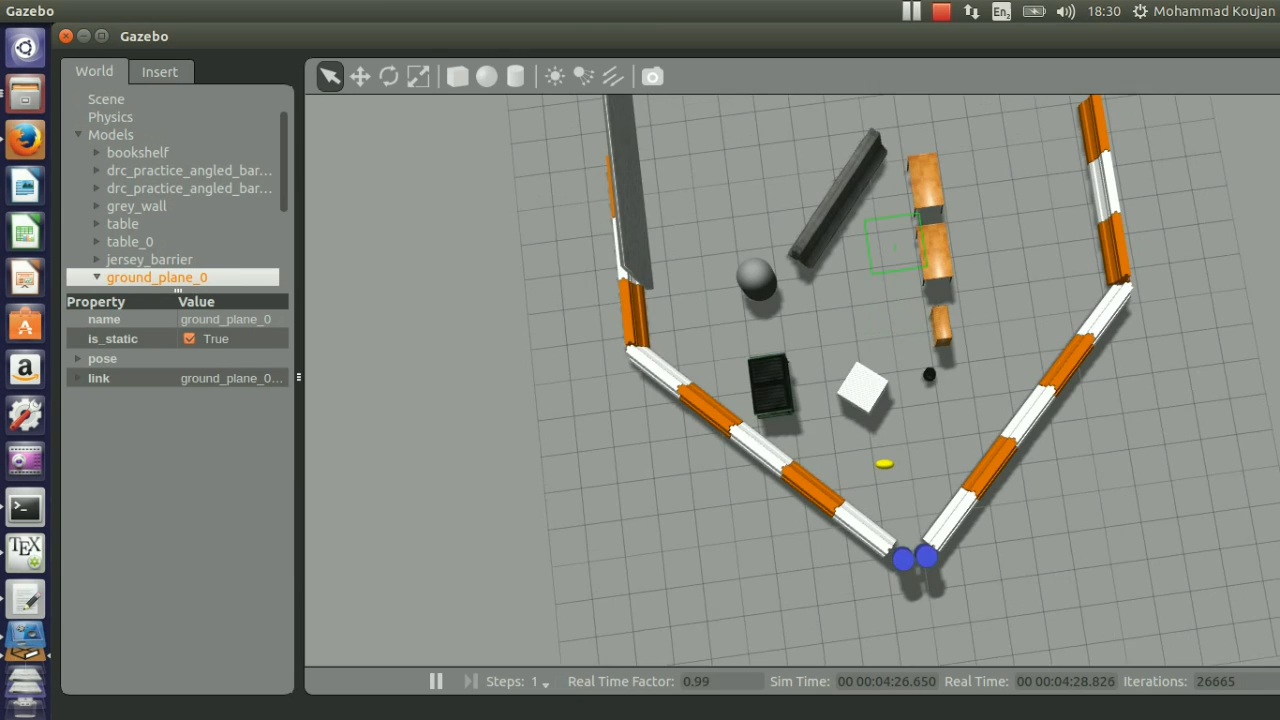 Gazebo
En2
18:30
Mohammad Koujan
Gazebo
World
Insert
Scene
Physics
Models
bookshelf
drc_practice_angled_bar...
drc_practice_angled_bar...
grey_wall
table
table_0
jersey_barrier
ground_plane_0
Property Value
name ground_plane_0
is_static True
pose
link ground_plane_0...
Steps: 1
Real Time Factor: 0.99
Sim Time: 00 00:04:26.650
Real Time: 00 00:04:28.826
Iterations: 26665
TEX